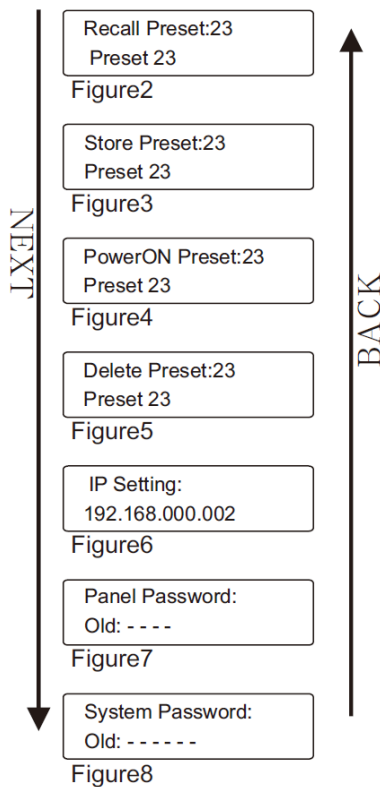 Recall Preset:23
Preset 23
Figure2
Store Preset:23
Preset 23
Figure3
NEXT
PowerON Preset:23
Preset 23
Figure4
BACK
Delete Preset:23
Preset 23
Figure5
IP Setting:
192.168.000.002
Figure6
Panel Password:
Old: - - - -
Figure7
System Password:
Old: - - - - - -
Figure8